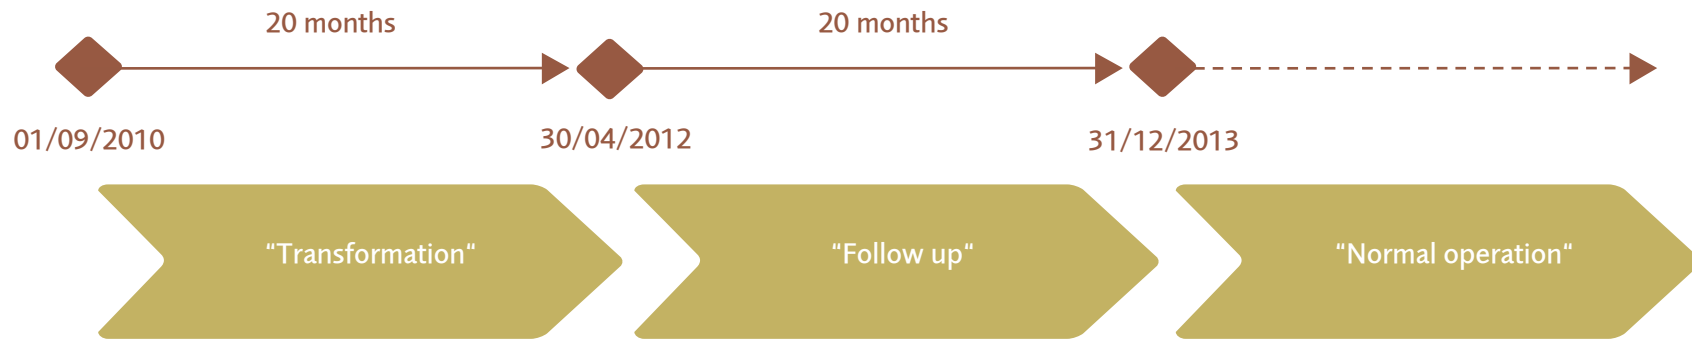 20 months
20 months
01/09/2010
30/04/2012
31/12/2013
"Transformation“
"Follow up“
"Normal operation“